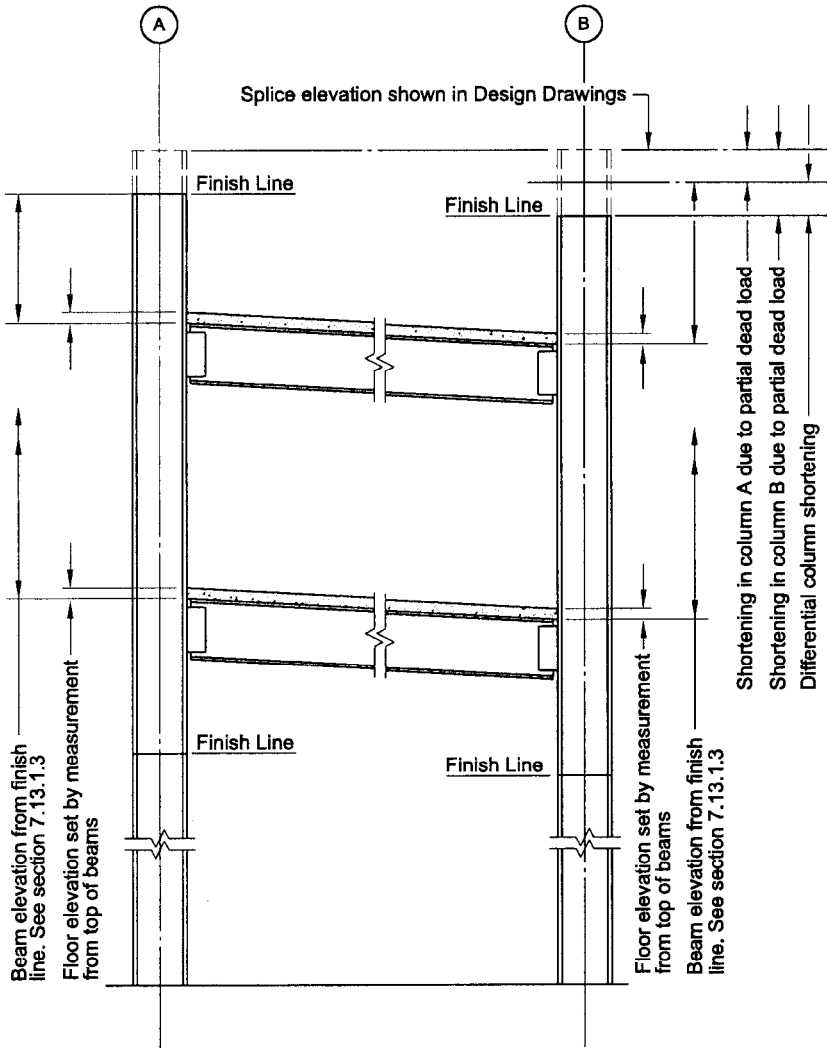 A
B
Splice elevation shown in Design Drawings
Finish Line
Finish Line
Finish Line
Finish Line
Beam elevation from finish
line. See section 7.13.1.3
Floor elevation set by measurement
from top of beams
Floor elevation set by measurement
from top of beams
Beam elevation from finish
line. See section 7.13.1.3
Shortening in column A due to partial dead load
Shortening in column B due to partial dead load
Differential column shortening